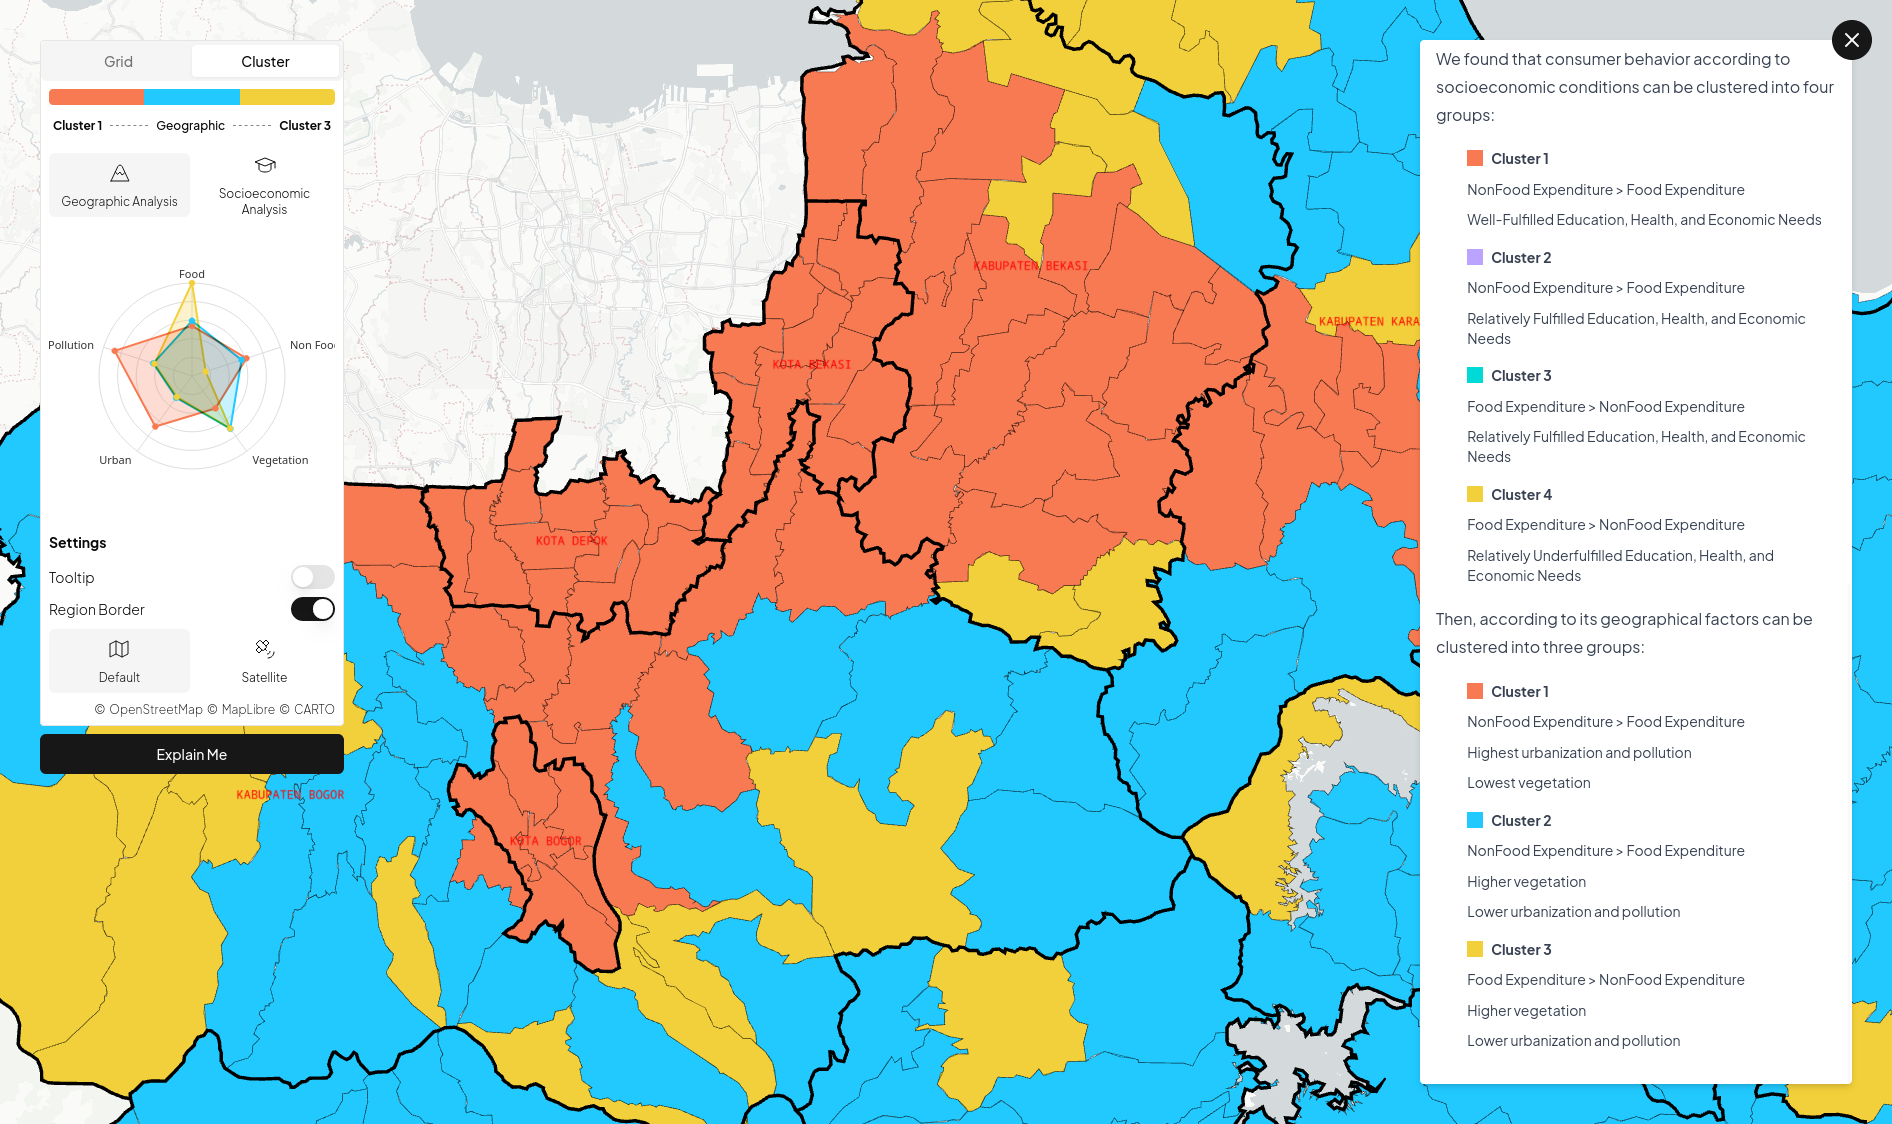 Grid
Cluster
Cluster 1
Geographic
Cluster 3
Geographic Analysis
Socioeconomic
Analysis
Food
Pollution
Non Foo
Urban
Vegetation
Settings
Tooltip
Region Border
Default
Satellite
© OpenStreetMap © MapLibre © CARTO
Explain Me
KABUPATEN BEKASI
KABUPATEN KARA
KOTA BEKASI
KOTA DEPOK
KABUPATEN BOGOR
KOTA BOGOR
We found that consumer behavior according to
socioeconomic conditions can be clustered into four
groups:
Cluster 1
NonFood Expenditure > Food Expenditure
Well-Fulfilled Education, Health, and Economic Needs
Cluster 2
NonFood Expenditure > Food Expenditure
Relatively Fulfilled Education, Health, and Economic
Needs
Cluster 3
Food Expenditure > NonFood Expenditure
Relatively Fulfilled Education, Health, and Economic
Needs
Cluster 4
Food Expenditure > NonFood Expenditure
Relatively Underfulfilled Education, Health, and
Economic Needs
Then, according to its geographical factors can be
clustered into three groups:
Cluster 1
NonFood Expenditure > Food Expenditure
Highest urbanization and pollution
Lowest vegetation
Cluster 2
NonFood Expenditure > Food Expenditure
Higher vegetation
Lower urbanization and pollution
Cluster 3
Food Expenditure > NonFood Expenditure
Higher vegetation
Lower urbanization and pollution